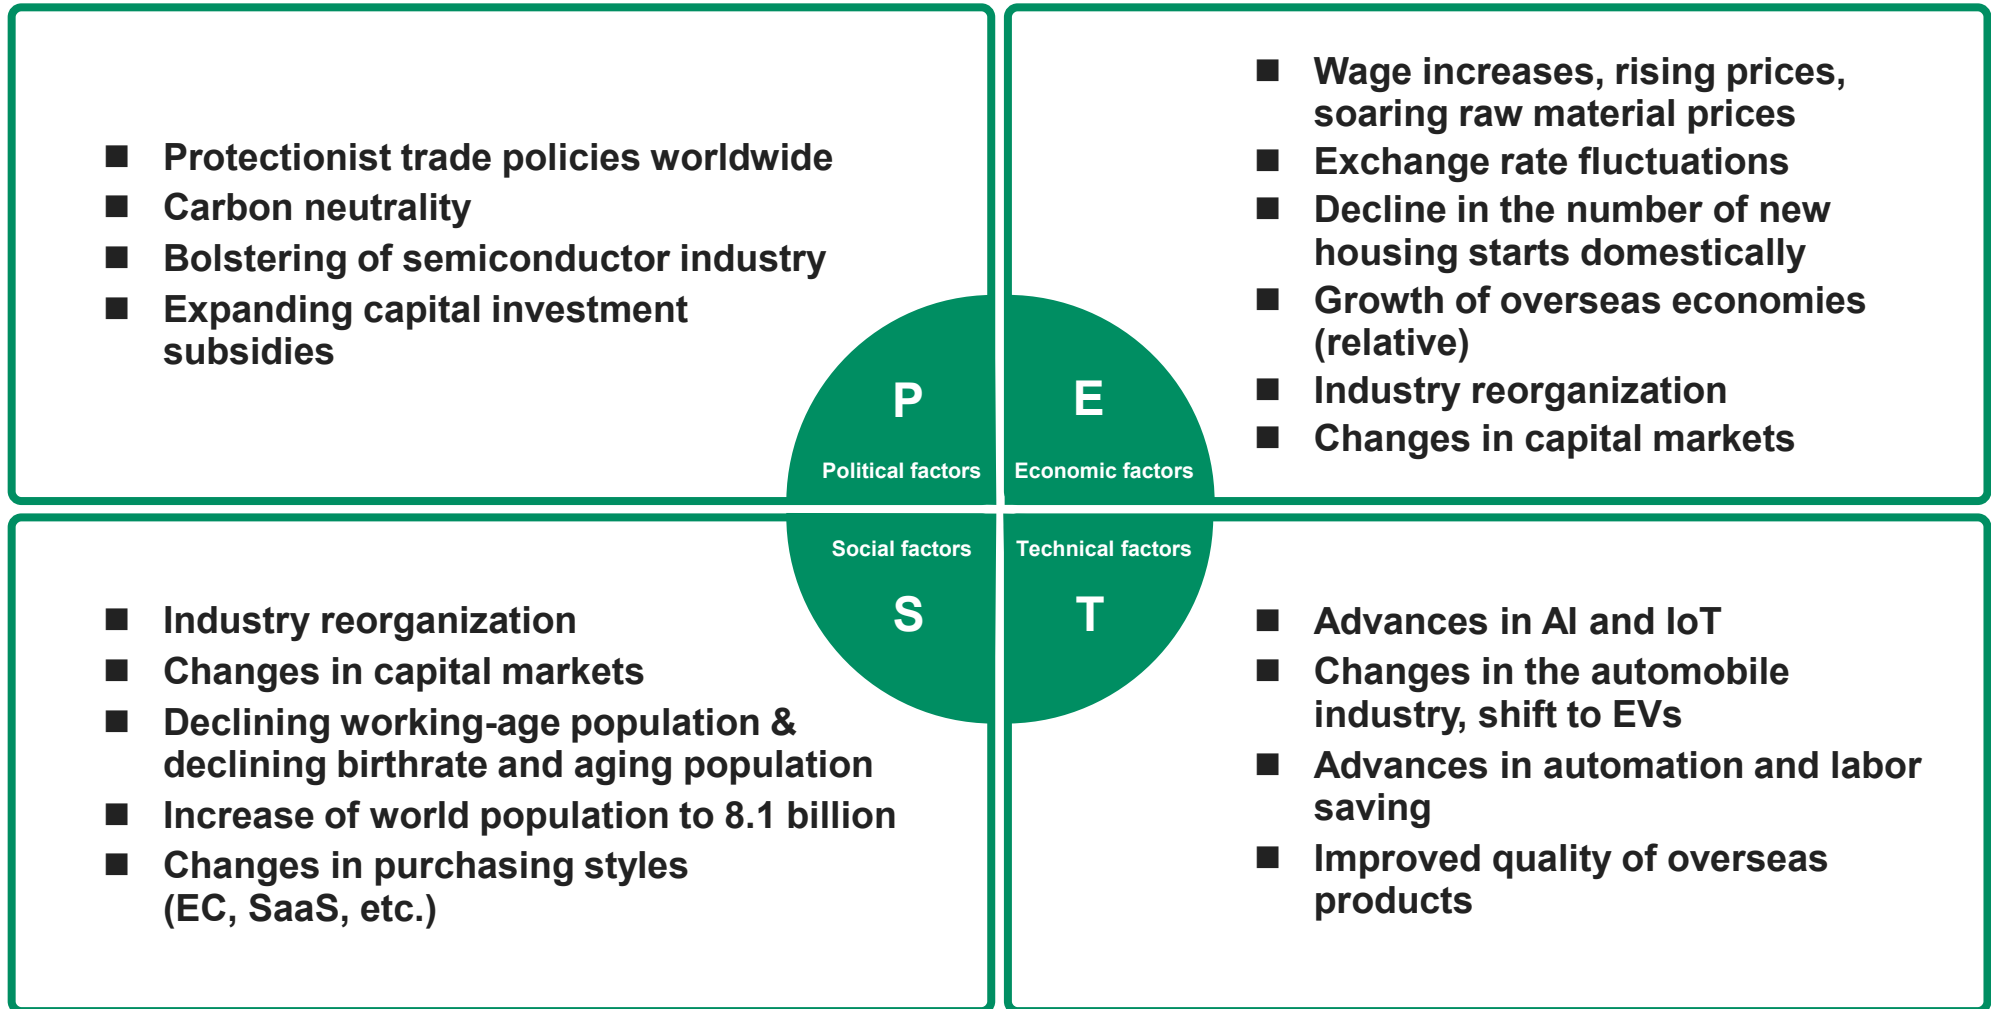 ■ Protectionist trade policies worldwide
■ Carbon neutrality
■ Bolstering of semiconductor industry
■ Expanding capital investment
subsidies
P
Political factors
■ Wage increases, rising prices,
soaring raw material prices
■ Exchange rate fluctuations
■ Decline in the number of new
housing starts domestically
■ Growth of overseas economies
(relative)
■ Industry reorganization
■ Changes in capital markets
E
Economic factors
Social factors
S
■ Industry reorganization
■ Changes in capital markets
■ Declining working-age population &
declining birthrate and aging population
■ Increase of world population to 8.1 billion
■ Changes in purchasing styles
(EC, SaaS, etc.)
Technical factors
T
■ Advances in AI and IoT
■ Changes in the automobile
industry, shift to EVs
■ Advances in automation and labor
saving
■ Improved quality of overseas
products